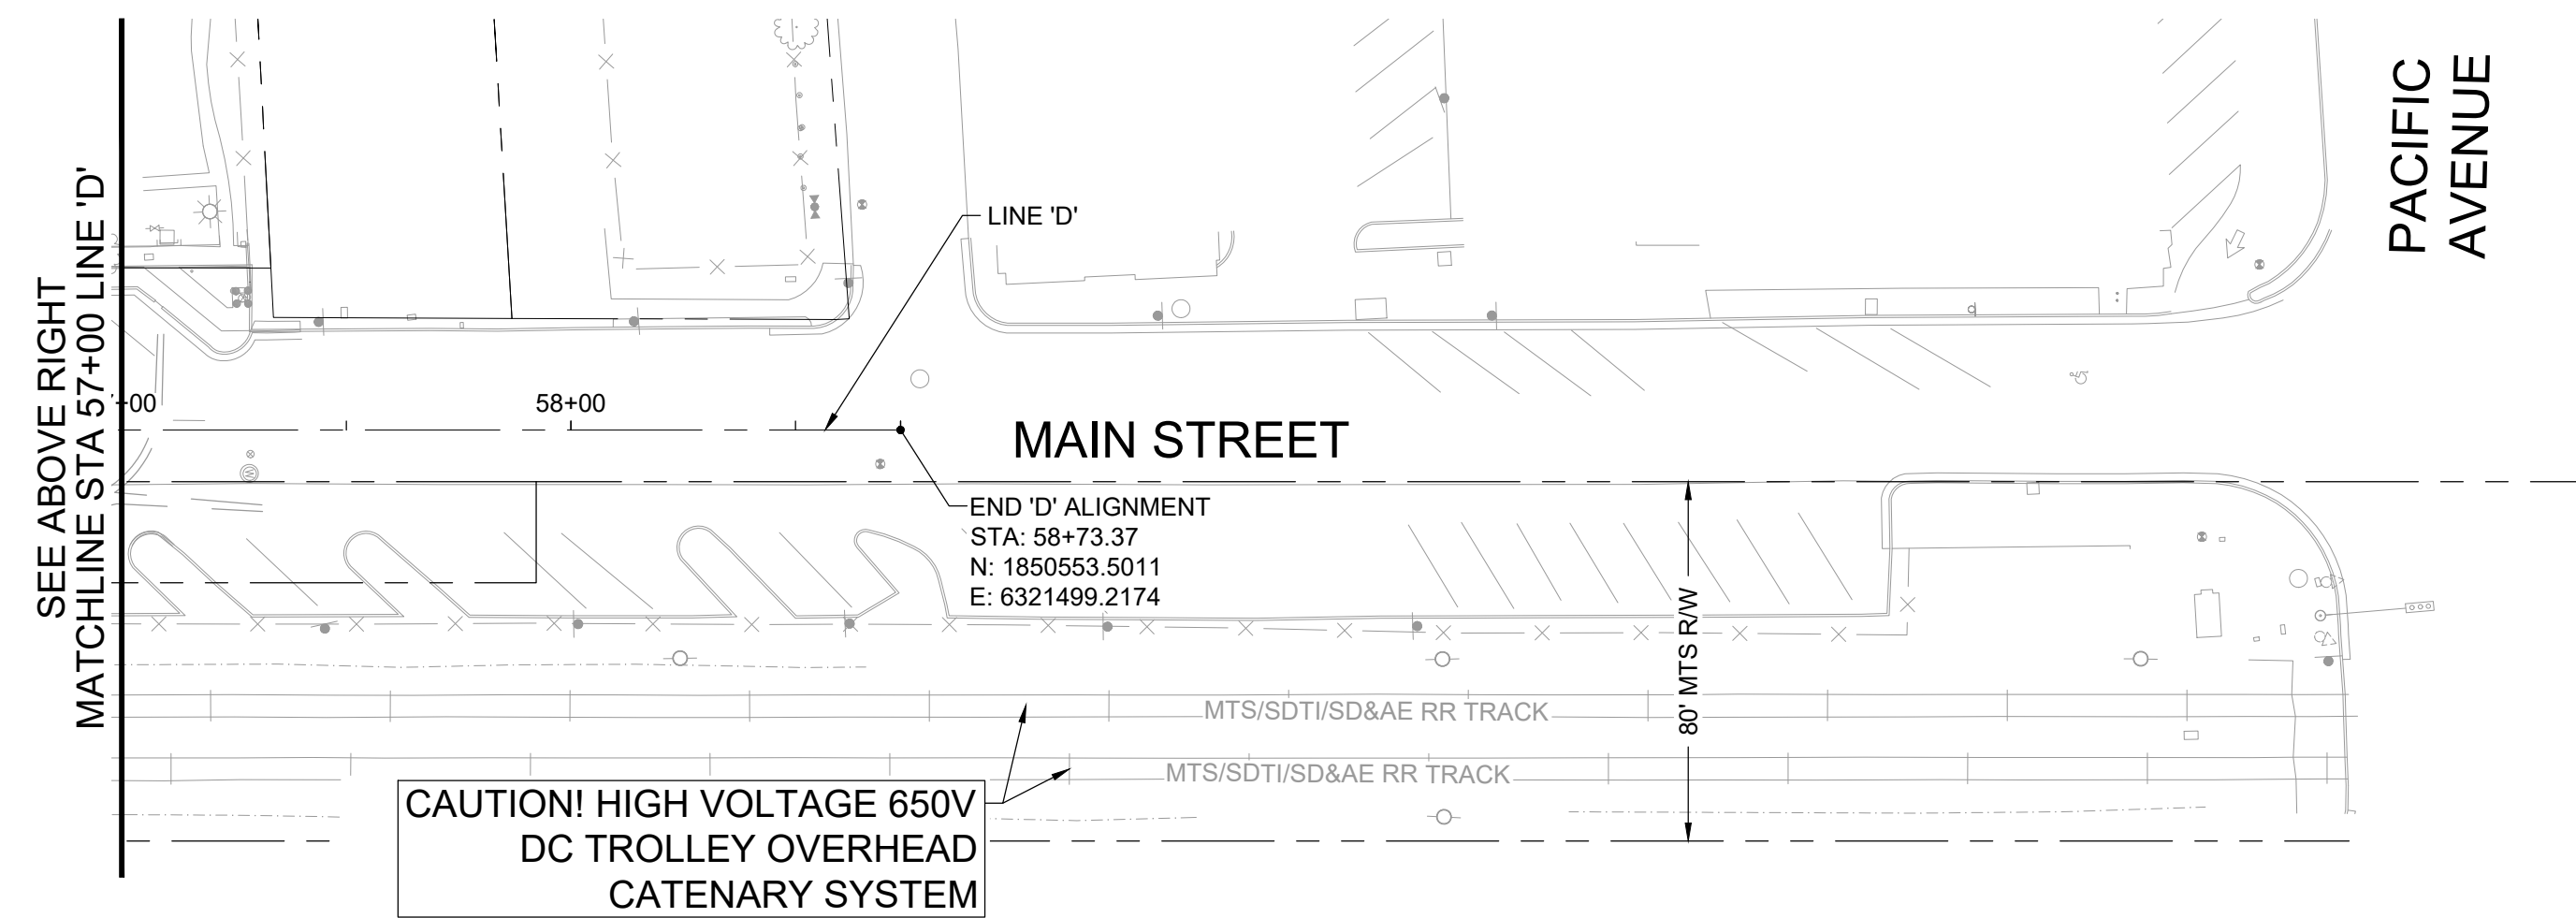 PACIFIC
AVENUE
SEE ABOVE RIGHT
MATCHLINE STA 57+00 LINE 'D'
LINE 'D'
+00
58+00
MAIN STREET
END 'D' ALIGNMENT
STA: 58+73.37
N: 1850553.5011
E: 6321499.2174
80' MTS R/W
MTS/SDTI/SD&AE RR TRACK
MTS/SDTI/SD&AE RR TRACK
CAUTION! HIGH VOLTAGE 650V
DC TROLLEY OVERHEAD
CATENARY SYSTEM